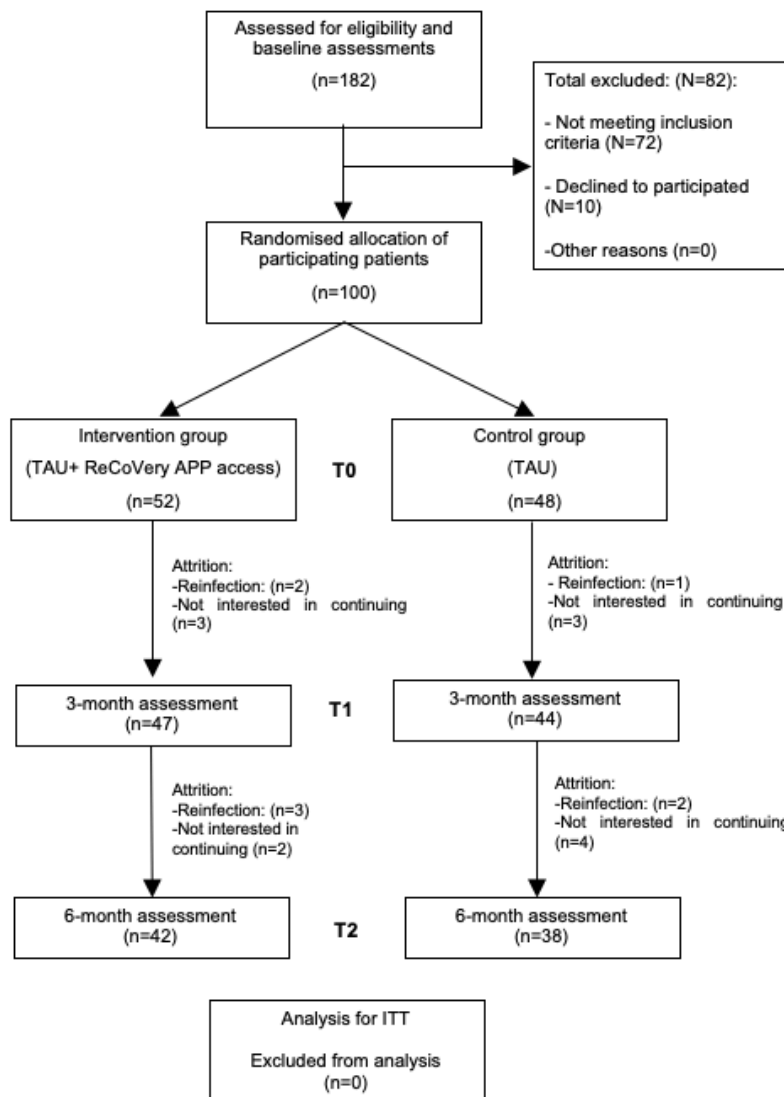 Assessed for eligibility and
baseline assessments
(n=182)
Total excluded: (N=82):
- Not meeting inclusion
criteria (N=72)
- Declined to participated
(N=10)
-Other reasons (n=0)
Randomised allocation of
participating patients
(n=100)
Intervention group
(TAU+ ReCoVery APP access)
(n=52)
T0
Control group
(TAU)
(n=48)
Attrition:
-Reinfection: (n=2)
-Not interested in continuing
(n=3)
Attrition:
- Reinfection: (n=1)
-Not interested in continuing
(n=3)
3-month assessment
(n=47)
T1
3-month assessment
(n=44)
Attrition:
-Reinfection: (n=3)
-Not interested in
continuing (n=2)
Attrition:
-Reinfection: (n=2)
-Not interested in continuing
(n=4)
6-month assessment
(n=42)
T2
6-month assessment
(n=38)
Analysis for ITT
Excluded from analysis
(n=0)